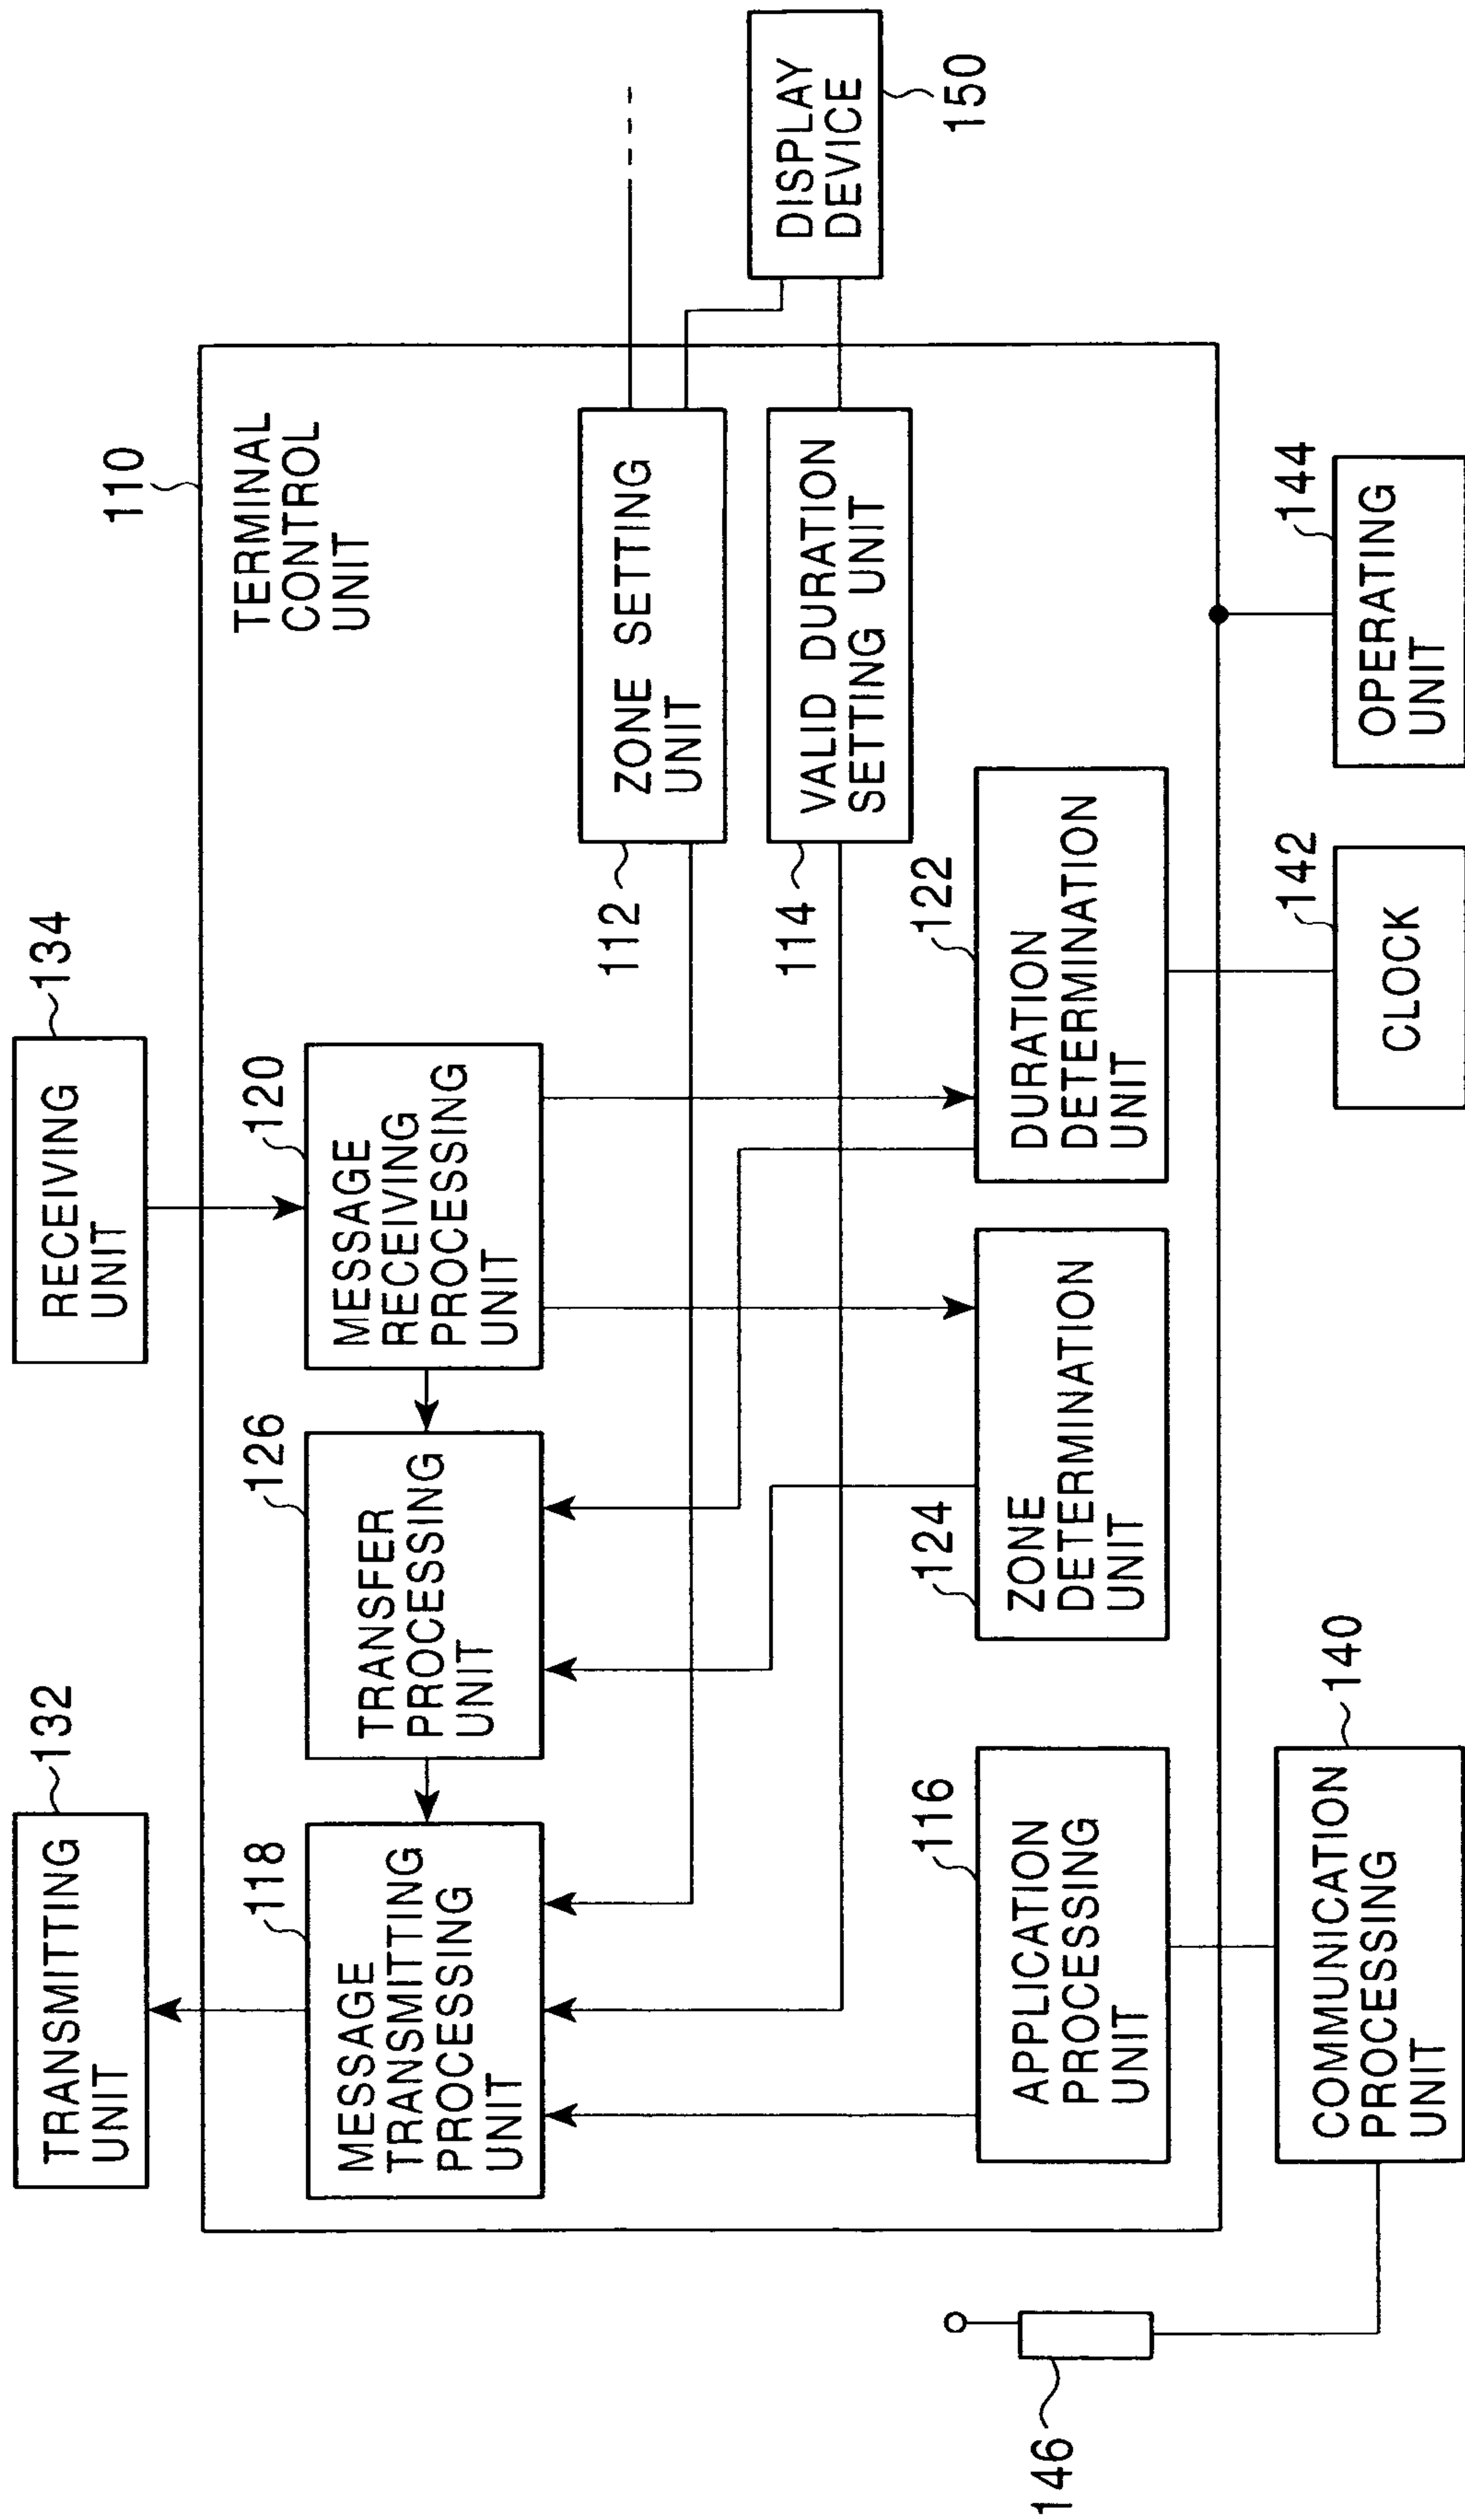 132
TRANSMITTING
UNIT
134
RECEIVING
UNIT
110
TERMINAL
CONTROL
UNIT
118
MESSAGE
TRANSMITTING
PROCESSING
UNIT
126
TRANSFER
PROCESSING
UNIT
120
MESSAGE
RECEIVING
PROCESSING
UNIT
112
ZONE SETTING
UNIT
114
VALID DURATION
SETTING UNIT
DISPLAY
DEVICE
150
116
APPLICATION
PROCESSING
UNIT
124
ZONE
DETERMINATION
UNIT
122
DURATION
DETERMINATION
UNIT
146
140
COMMUNICATION
PROCESSING
UNIT
142
CLOCK
144
OPERATING
UNIT